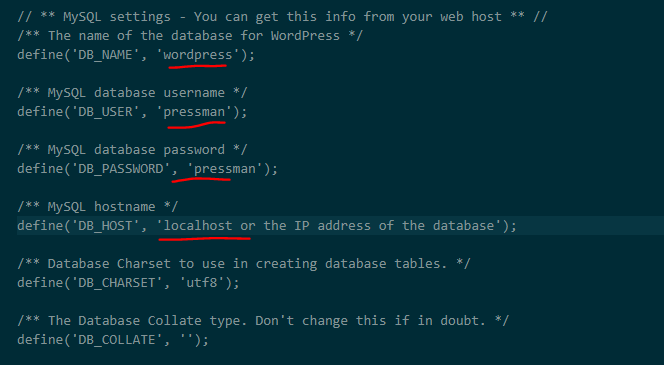 // ** MySQL settings - You can get this info from your web host ** //
/** The name of the database for WordPress */
define('DB_NAME', 'wordpress');
/** MySQL database username */
define('DB_USER', 'pressman');
/** MySQL database password */
define('DB_PASSWORD', 'pressman');
/** MySQL hostname */
define('DB_HOST', 'localhost or the IP address of the database');
/** Database Charset to use in creating database tables. */
define('DB_CHARSET', 'utf8');
/** The Database Collate type. Don't change this if in doubt. */
define('DB_COLLATE', '');